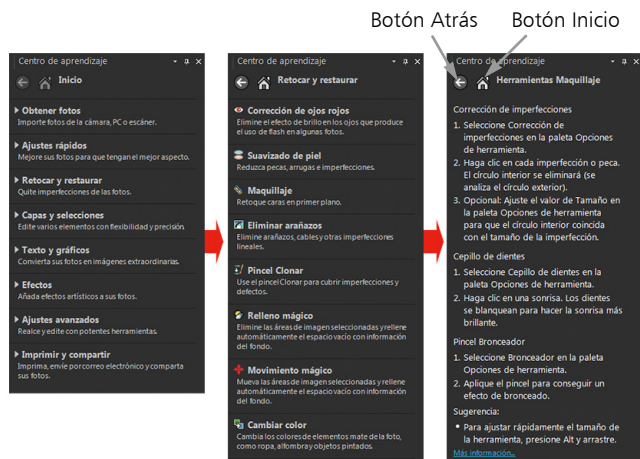 Botón Atrás
Botón Inicio
Centro de aprendizaje
Inicio
Obtener fotos
Importe fotos de la cámara, PC o escáner.
Ajustes rápidos
Mejore sus fotos para que tengan el mejor aspecto.
Retocar y restaurar
Quite imperfecciones de las fotos.
Capas y selecciones
Edite varios elementos con flexibilidad y precisión.
Texto y gráficos
Convierta sus fotos en imágenes extraordinarias.
Efectos
Añada efectos artísticos a sus fotos.
Ajustes avanzados
Realce y edite con potentes herramientas.
Imprimir y compartir
Imprima, envíe por correo electrónico y comparta
sus fotos.
Centro de aprendizaje
Retocar y restaurar
Corrección de ojos rojos
Elimine el efecto de brillo en los ojos que produce
el uso de flash en algunas fotos.
Suavizado de piel
Reduzca pecas, arrugas e imperfecciones.
Maquillaje
Retoque caras en primer plano.
Eliminar arañazos
Elimine arañazos, cables y otras imperfecciones
lineales.
Pincel Clonar
Use el pincel Clonar para cubrir imperfecciones y
defectos.
Relleno mágico
Elimine las áreas de imagen seleccionadas y rellene
automáticamente el espacio vacío con información
del fondo.
Movimiento mágico
Mueva las áreas de imagen seleccionadas y rellene
automáticamente el espacio vacío con información
del fondo.
Cambiar color
Cambia los colores de elementos mate de la foto,
como ropa, alfombra y objetos pintados.
Centro de aprendizaje
Herramientas Maquillaje
Corrección de imperfecciones
1. Seleccione Corrección de
imperfecciones en la paleta Opciones
de herramienta.
2. Haga clic en cada imperfección o peca.
El círculo interior se eliminará (se
analiza el círculo exterior).
3. Opcional: Ajuste el valor de Tamaño en
la paleta Opciones de herramienta
para que el círculo interior coincida
con el tamaño de la imperfección.
Cepillo de dientes
1. Seleccione Cepillo de dientes en la
paleta Opciones de herramienta.
2. Haga clic en una sonrisa. Los dientes
se blanquean para hacer la sonrisa más
brillante.
Pincel Bronceador
1. Seleccione Bronceador en la paleta
Opciones de herramienta.
2. Aplique el pincel para conseguir un
efecto de bronceado.
Sugerencia:
• Para ajustar rápidamente el tamaño de
la herramienta, presione Alt y arrastre.
Más información...